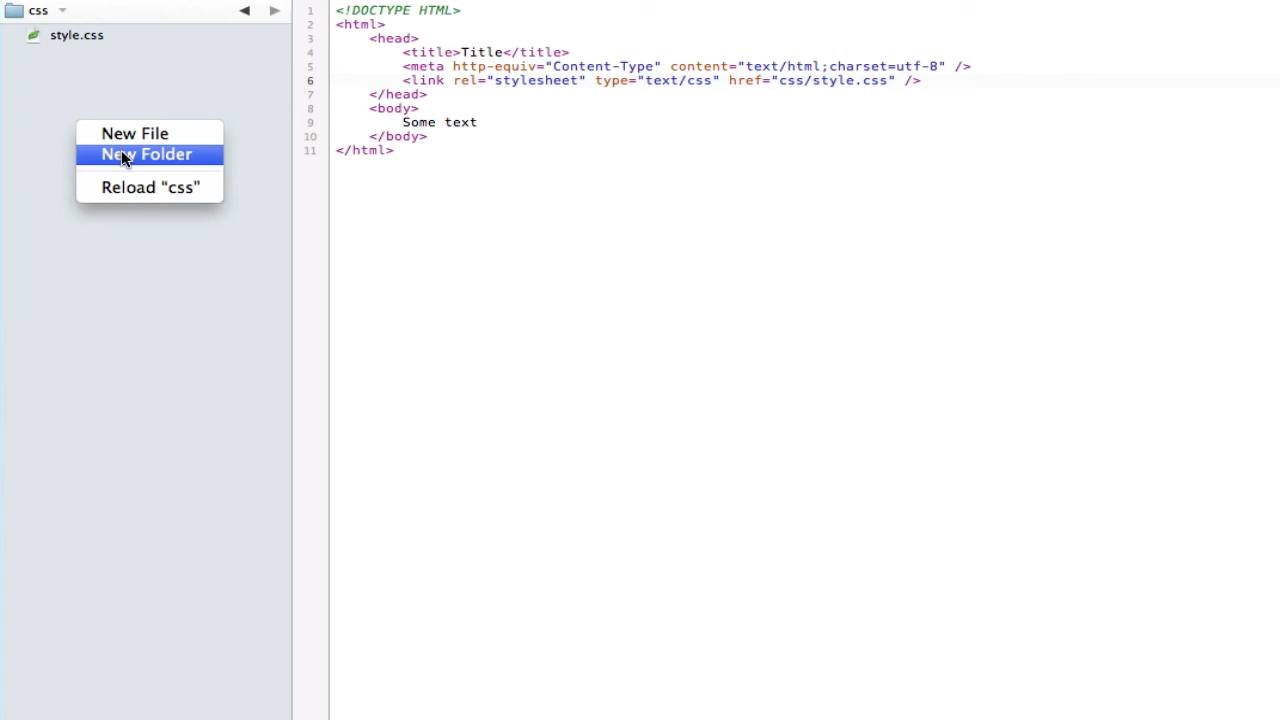 css
style.css
New File
New Folder
Reload “css”
1 <!DOCTYPE HTML>
2 <html>
3 <head>
4 <title>Title</title>
5 <meta http-equiv="Content-Type" content="text/html;charset=utf-8" />
6 <link rel="stylesheet" type="text/css" href="css/style.css" />
7 </head>
8 <body>
9 Some text
10 </body>
11 </html>